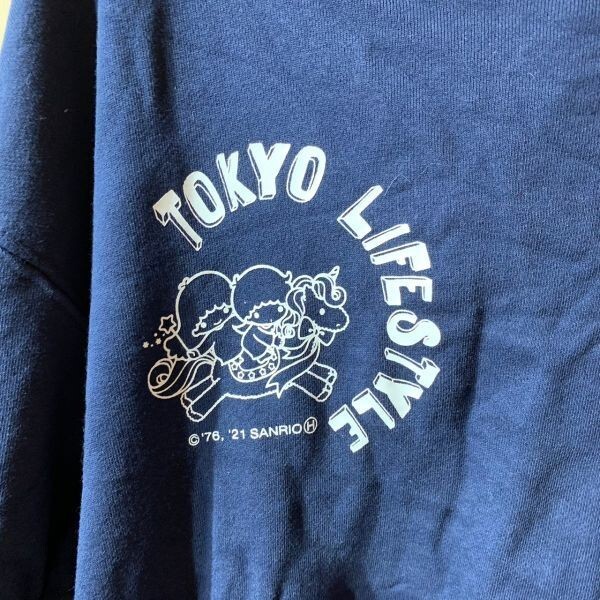 TOKYO LIFESTYLE
© '76, '21 SANRIO Ⓗ